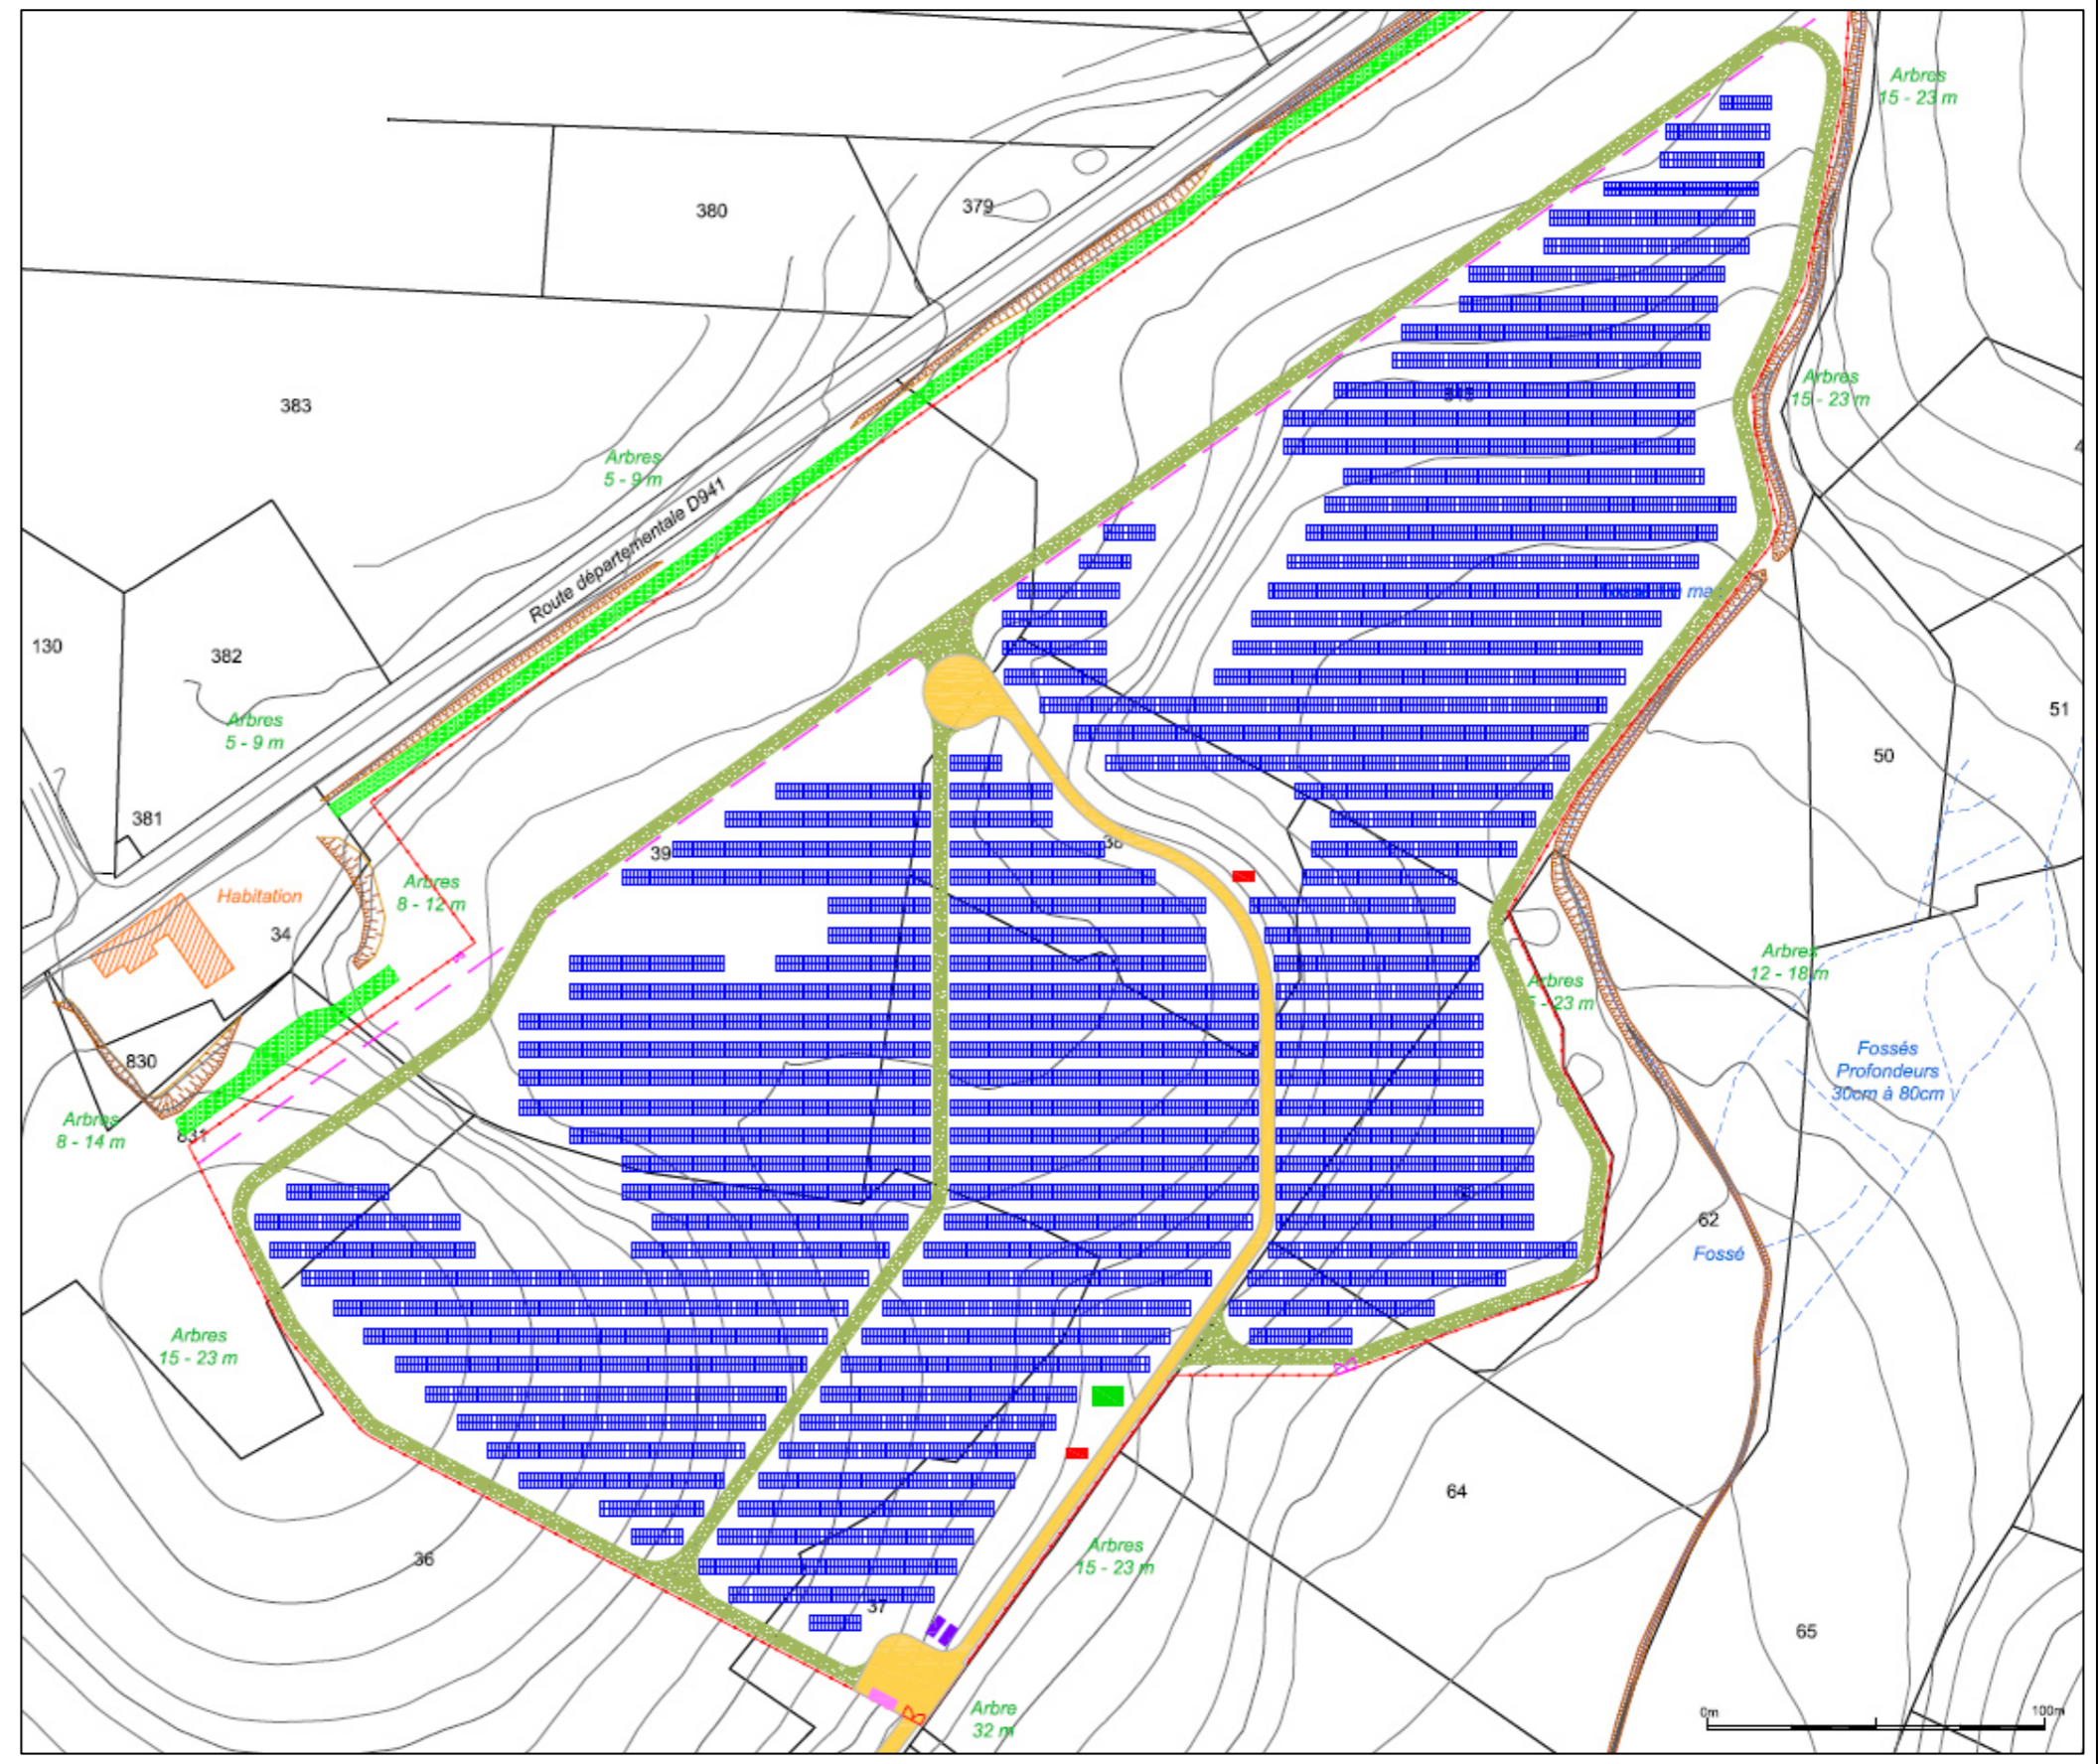 Arbres
15 - 23 m
380
379
383
Arbres
15 - 23 m
Arbres
5 - 9 m
Route départementale D941
130
382
51
Arbres
5 - 9 m
50
381
39
38
Habitation
Arbres
8 - 12 m
34
Arbres
12 - 18 m
Arbres
- 23 m
Fossés
Profondeurs
30cm à 80cm
830
Arbres
8 - 14 m
831
62
Fossé
Arbres
15 - 23 m
64
36
Arbres
15 - 23 m
37
65
Arbre
32 m
0m
100m